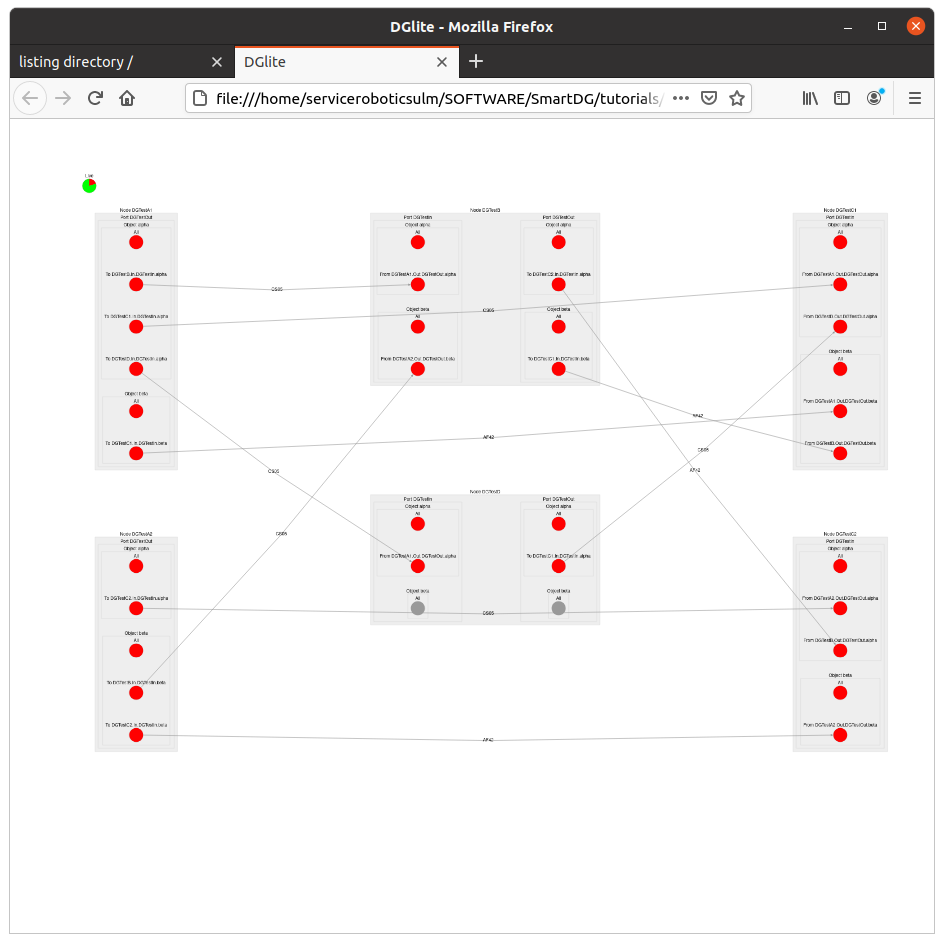 DGlite - Mozilla Firefox
listing directory /
DGlite
file:///home/serviceroboticsulm/SOFTWARE/SmartDG/tutorials/
Live
Node DGTestA1
Port DGTestOut
Object alpha
All
To DGTestB.In.DGTestIn.alpha
To DGTestC1.In.DGTestIn.alpha
To DGTestD.In.DGTestIn.alpha
Object beta
All
To DGTestC1.In.DGTestIn.beta
Node DGTestB
Port DGTestIn
Object alpha
All
From DGTestA1.Out.DGTestOut.alpha
Object beta
All
From DGTestA2.Out.DGTestOut.beta
Port DGTestOut
Object alpha
All
To DGTestC2.In.DGTestIn.alpha
Object beta
All
To DGTestC1.In.DGTestIn.beta
Node DGTestC1
Port DGTestIn
Object alpha
All
From DGTestA1.Out.DGTestOut.alpha
From DGTestD.Out.DGTestOut.alpha
Object beta
All
From DGTestA1.Out.DGTestOut.beta
From DGTestB.Out.DGTestOut.beta
CS05
CS05
AF42
AF42
CS05
CS05
AF42
CS05
Node DGTestD
Port DGTestIn
Object alpha
All
From DGTestA1.Out.DGTestOut.alpha
Object beta
All
Port DGTestOut
Object alpha
All
To DGTestC1.In.DGTestIn.alpha
Object beta
All
Node DGTestA2
Port DGTestOut
Object alpha
All
To DGTestC2.In.DGTestIn.alpha
Object beta
All
To DGTestB.In.DGTestIn.beta
To DGTestC2.In.DGTestIn.beta
Node DGTestC2
Port DGTestIn
Object alpha
All
From DGTestA2.Out.DGTestOut.alpha
From DGTestB.Out.DGTestOut.alpha
Object beta
All
From DGTestA2.Out.DGTestOut.beta
CS05
AF42